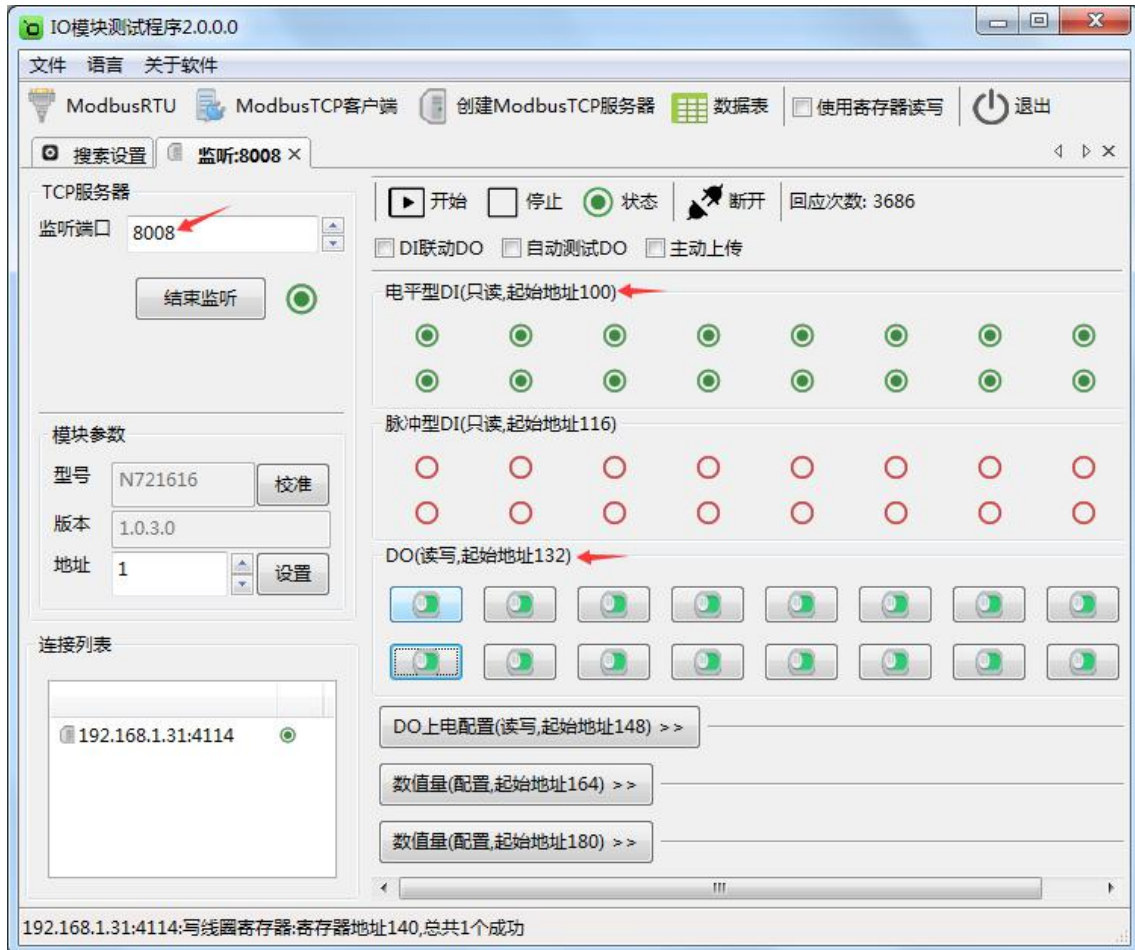 IO模块测试程序2.0.0.0
文件 语言 关于软件
ModbusRTU ModbusTCP客户端 创建ModbusTCP服务器 数据表 使用寄存器读写 退出
搜索设置 监听:8008
TCP服务器
监听端口 8008
结束监听
模块参数
型号 N721616 校准
版本 1.0.3.0
地址 1 设置
连接列表
192.168.1.31:4114
开始 停止 状态 断开 回应次数: 3686
DI联动DO 自动测试DO 主动上传
电平型DI(只读,起始地址100)
脉冲型DI(只读,起始地址116)
DO(读写,起始地址132)
DO上电配置(读写,起始地址148) >>
数值量(配置,起始地址164) >>
数值量(配置,起始地址180) >>
192.168.1.31:4114:写线圈寄存器:寄存器地址140,总共1个成功